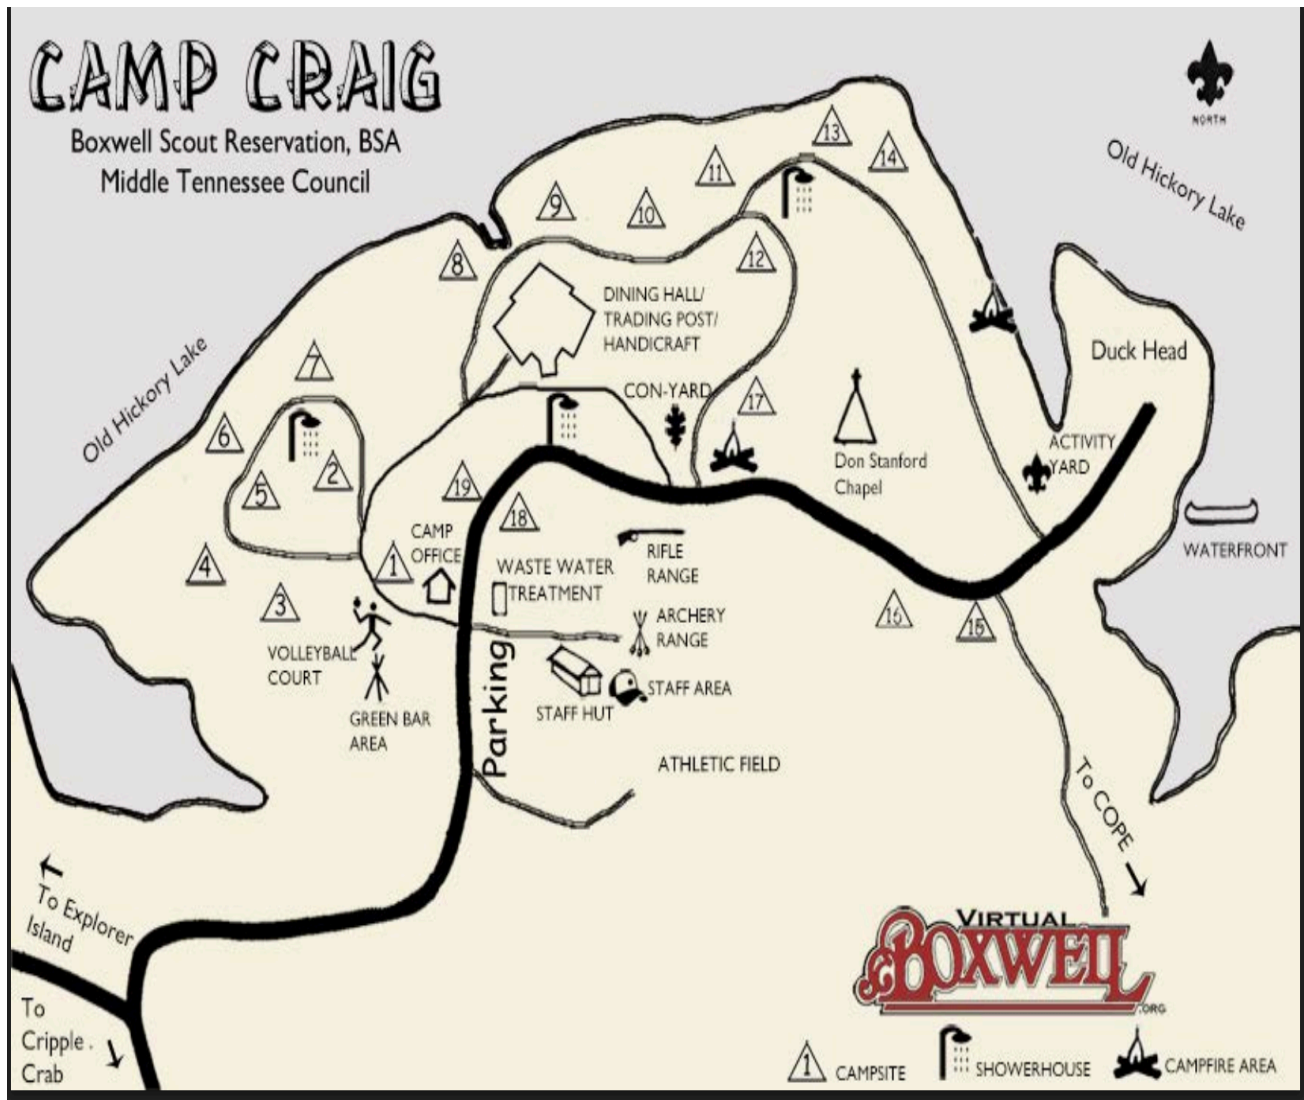 CAMP CRAIG
Boxwell Scout Reservation, BSA
Middle Tennessee Council
NORTH
Old Hickory Lake
13
14
11
9
10
8
12
DINING HALL/
TRADING POST/
HANDICRAFT
Duck Head
Old Hickory Lake
7
CON-YARD
17
6
ACTIVITY
YARD
Don Stanford
Chapel
2
5
19
18
WATERFRONT
CAMP
OFFICE
RIFLE
RANGE
4
1
WASTE WATER
TREATMENT
3
16
15
ARCHERY
RANGE
VOLLEYBALL
COURT
Parking
STAFF AREA
STAFF HUT
GREEN BAR
AREA
ATHLETIC FIELD
To COPE
To Explorer
Island
VIRTUAL
BOXWELL
.ORG
To
Cripple
Crab
1 CAMPSITE
SHOWERHOUSE
CAMPFIRE AREA